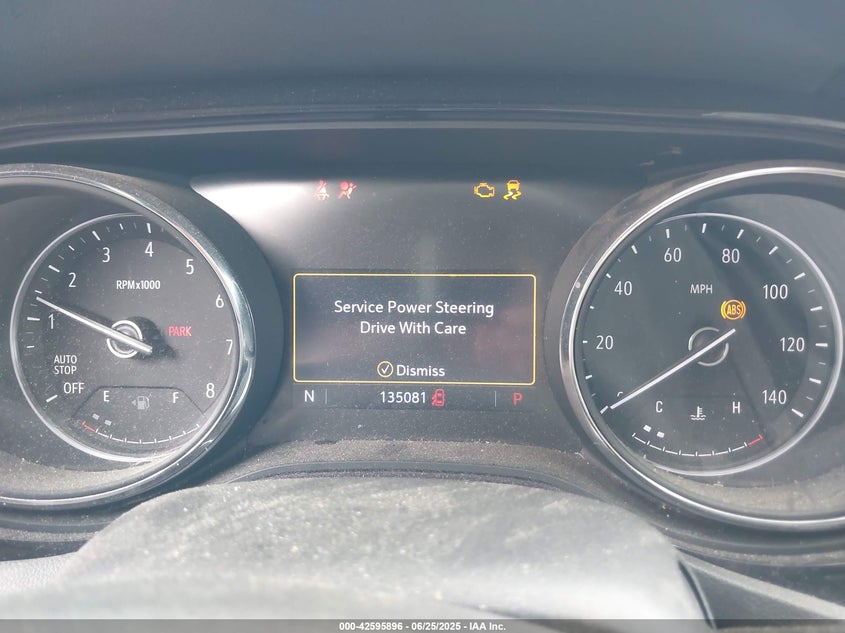 RPMx1000
1
2
3
4
5
6
7
8
PARK
AUTO
STOP
OFF
E
F
Service Power Steering
Drive With Care
Dismiss
N
135081
P
MPH
20
40
60
80
100
120
140
ABS
C
H
000-42595896 - 06/25/2025 - IAA Inc.